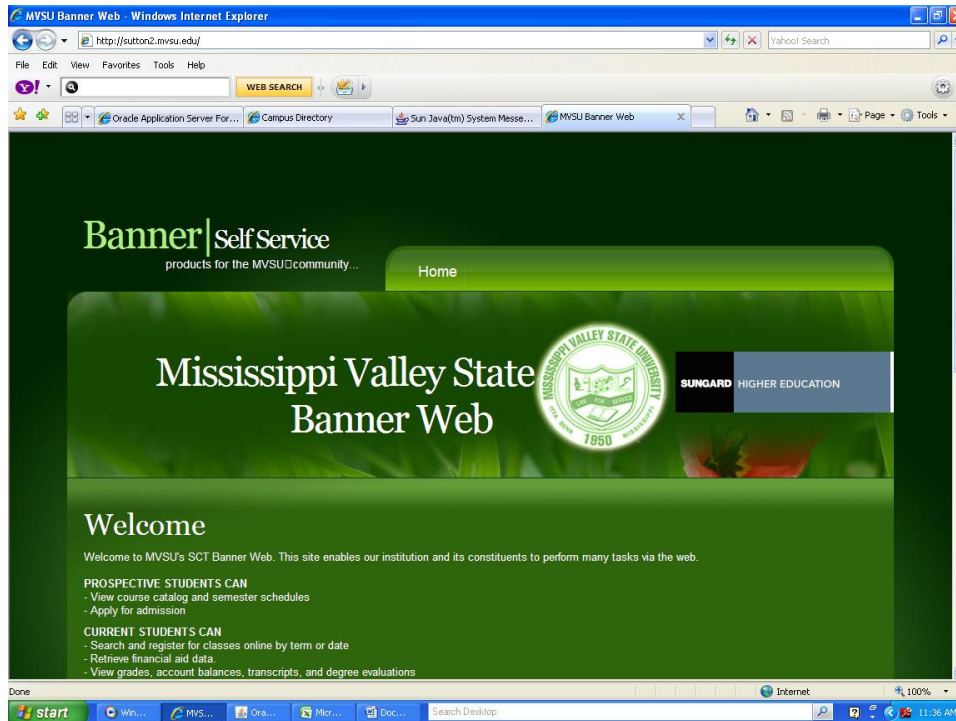 MVSU Banner Web - Windows Internet Explorer
http://sutton2.mvsu.edu/
Yahoo! Search
File Edit View Favorites Tools Help
Y! WEB SEARCH
Oracle Application Server For... Campus Directory Sun Java(tm) System Messe... MVSU Banner Web X Page Tools
Banner|Self Service
products for the MVSU□community...
Home
Mississippi Valley State
Banner Web
MISSISSIPPI VALLEY STATE UNIVERSITY
LIVE FOR SERVICE
ITTA BENA MISSISSIPPI
1950
SUNGARD HIGHER EDUCATION
Welcome
Welcome to MVSU's SCT Banner Web. This site enables our institution and its constituents to perform many tasks via the web.
PROSPECTIVE STUDENTS CAN
- View course catalog and semester schedules
- Apply for admission
CURRENT STUDENTS CAN
- Search and register for classes online by term or date
- Retrieve financial aid data.
- View grades, account balances, transcripts, and degree evaluations
Done Internet 100%
start Win... MVS... Ora... Micr... Doc... Search Desktop 11:36 AM